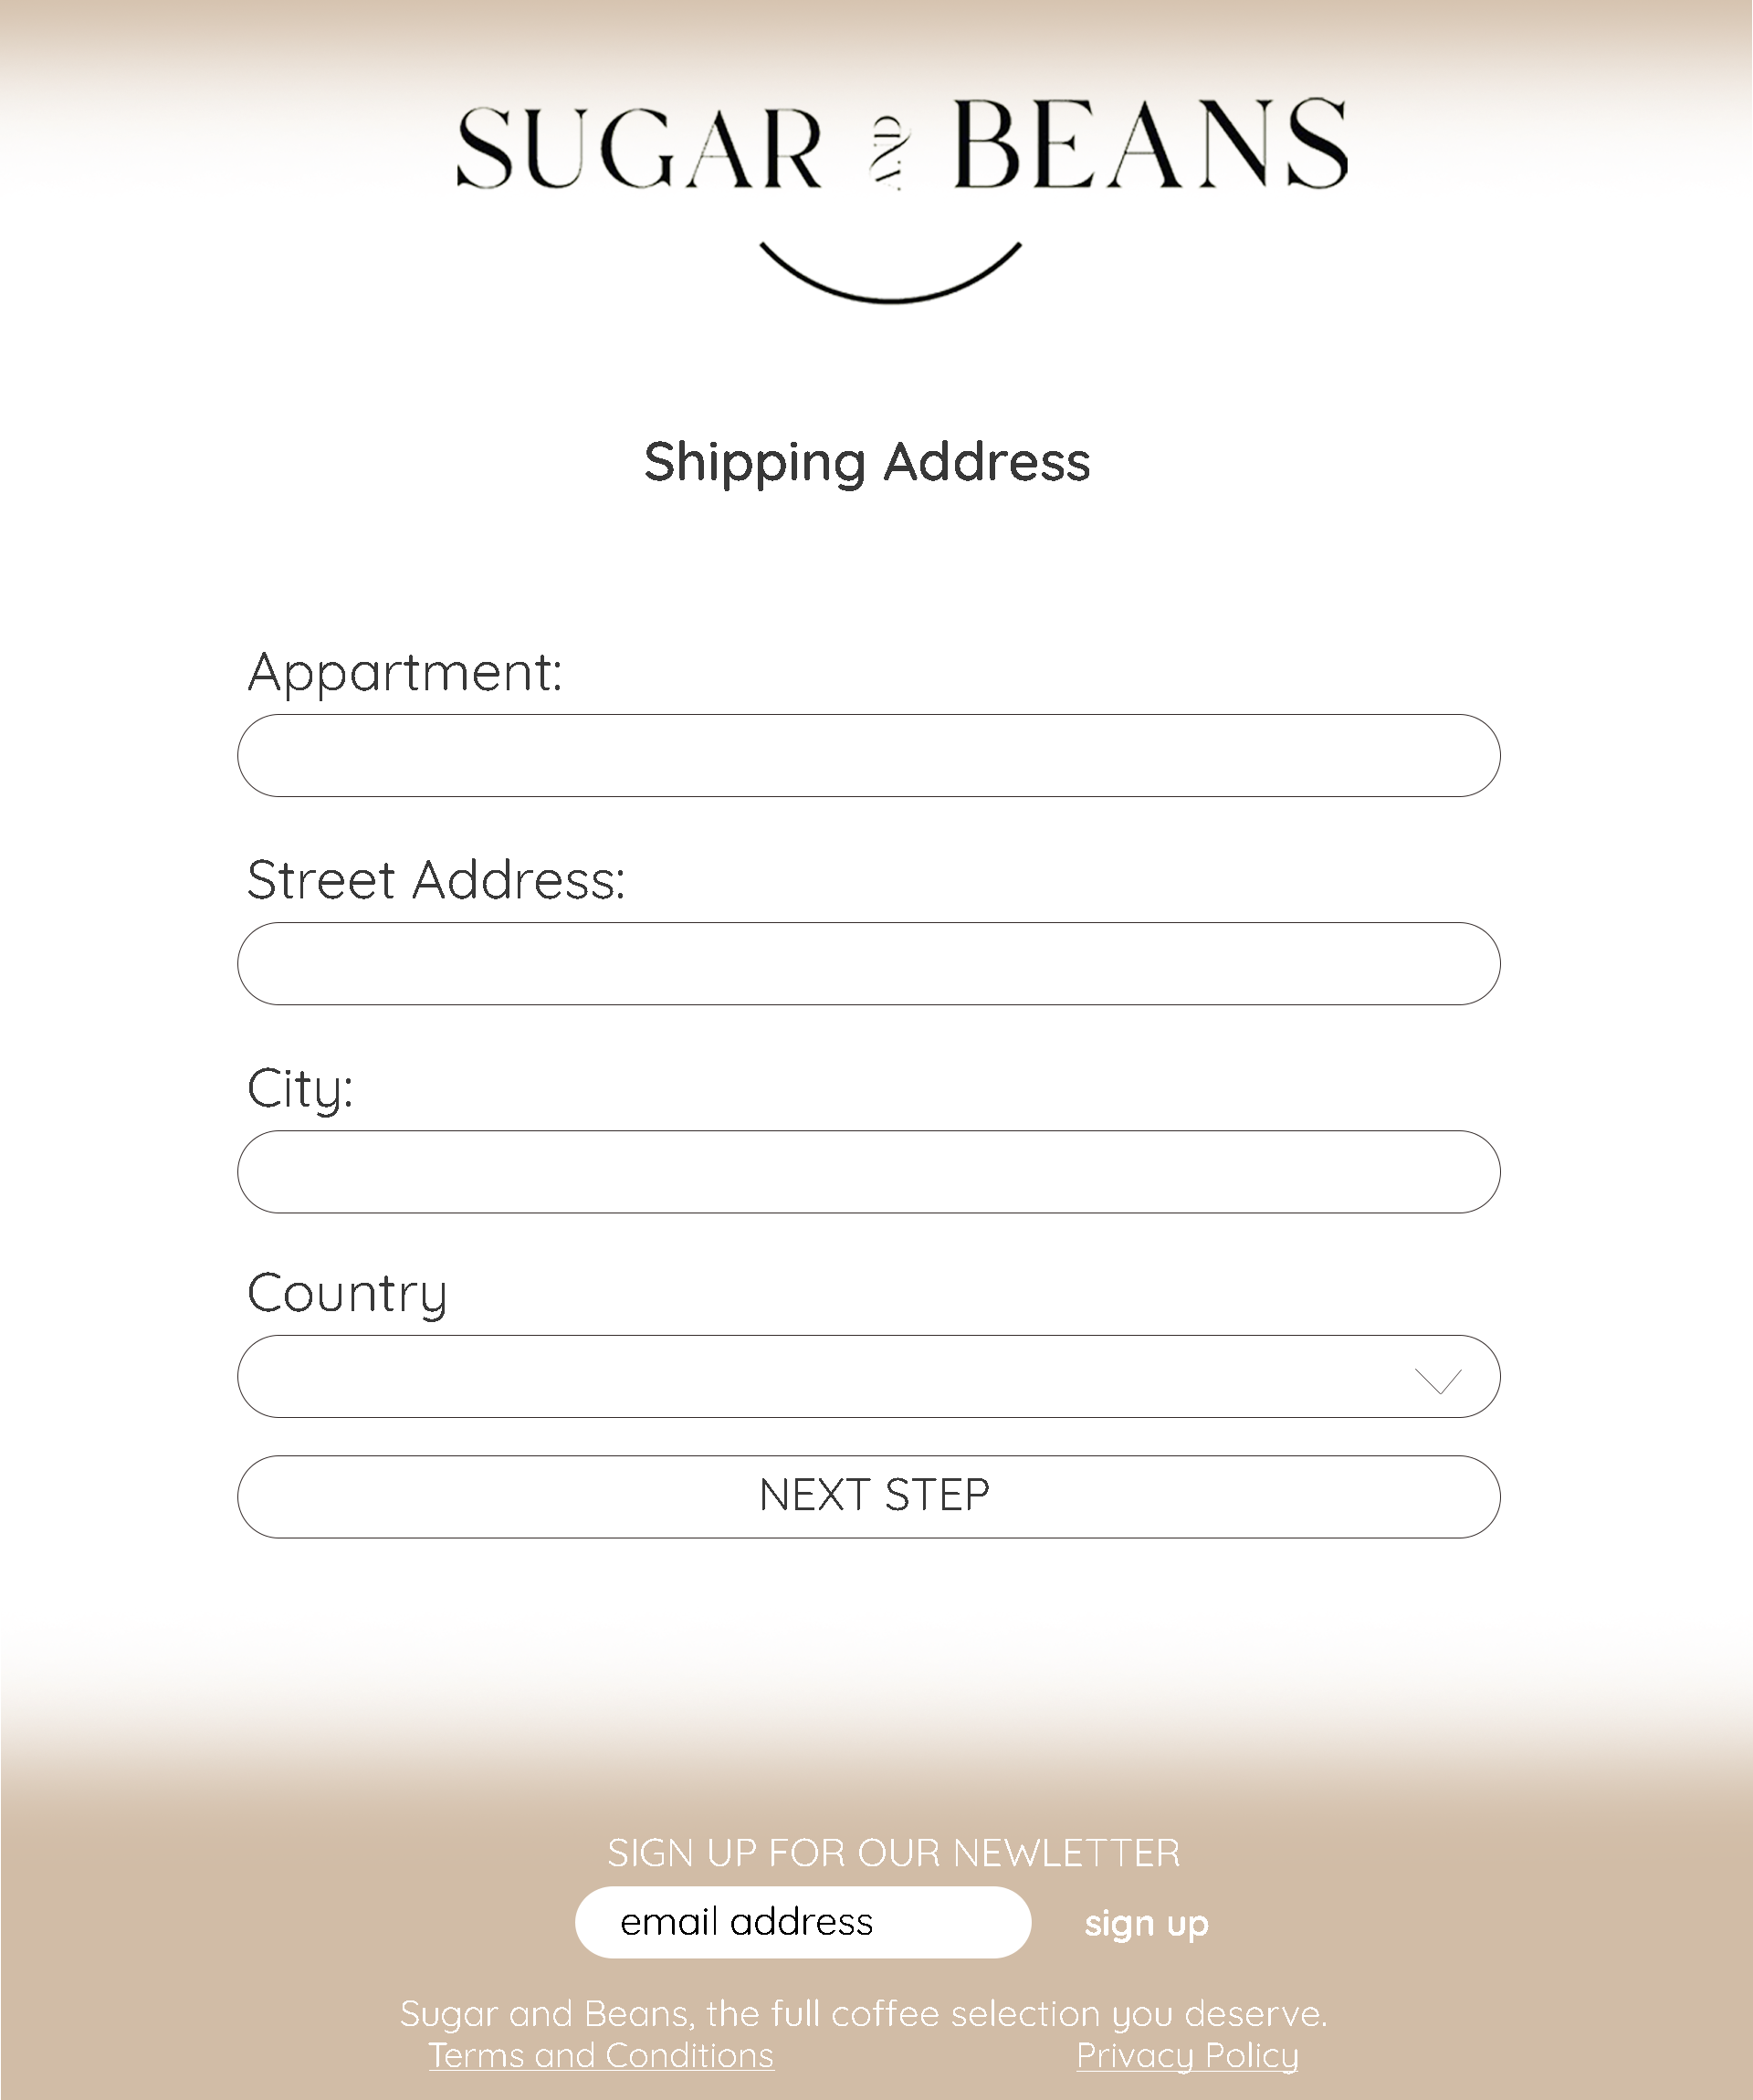 SUGAR AND BEANS
Shipping Address
Appartment:
Street Address:
City:
Country
NEXT STEP
SIGN UP FOR OUR NEWLETTER
email address sign up
Sugar and Beans, the full coffee selection you deserve.
Terms and Conditions Privacy Policy